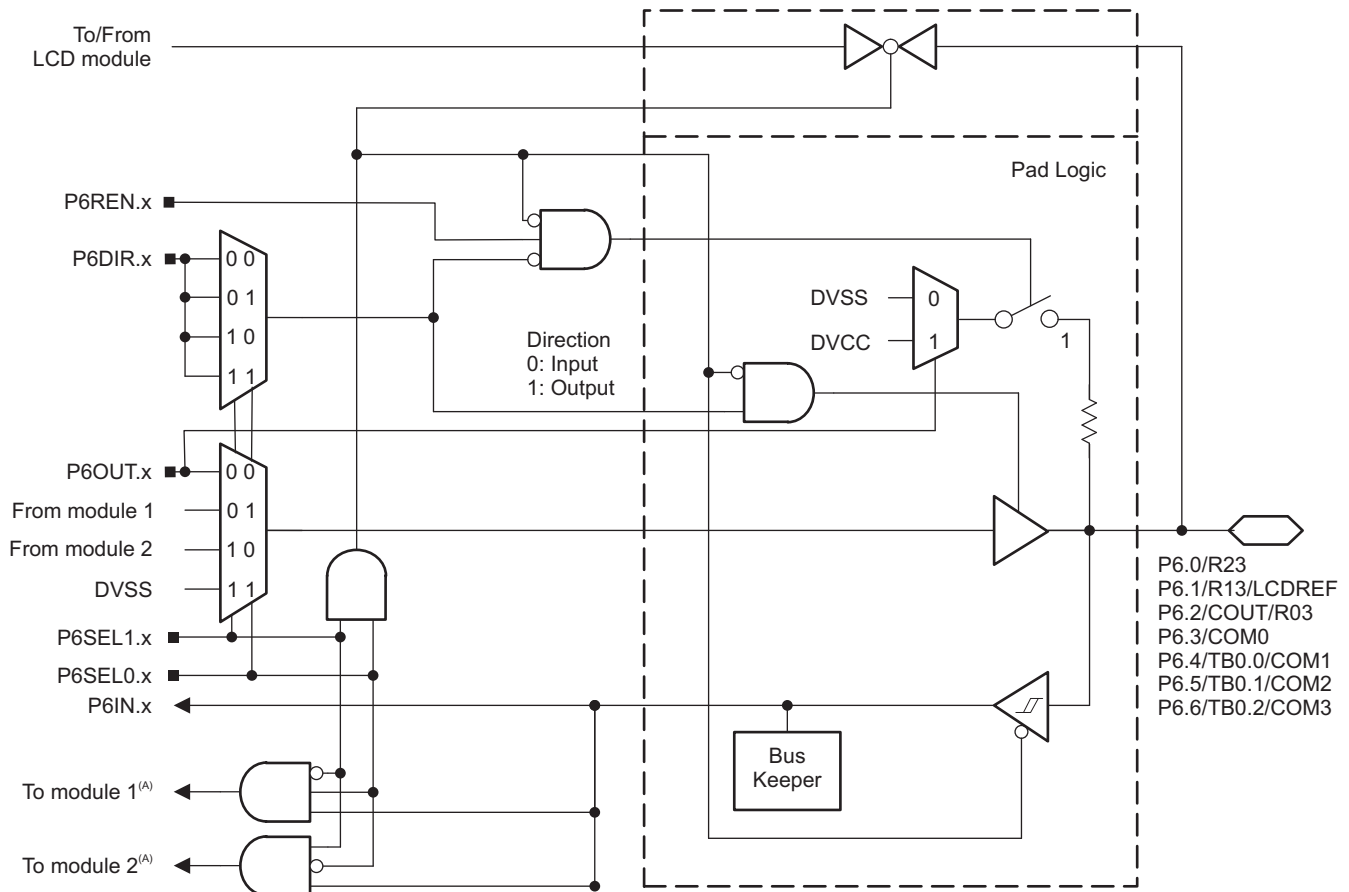 To/From
LCD module
Pad Logic
P6REN.x
P6DIR.x
0 0
0 1
1 0
1 1
Direction
0: Input
1: Output
DVSS
0
DVCC
1
1
P6OUT.x
0 0
From module 1
0 1
From module 2
1 0
DVSS
1 1
P6SEL1.x
P6SEL0.x
P6IN.x
P6.0/R23
P6.1/R13/LCDREF
P6.2/COUT/R03
P6.3/COM0
P6.4/TB0.0/COM1
P6.5/TB0.1/COM2
P6.6/TB0.2/COM3
Bus
Keeper
To module 1(A)
To module 2(A)